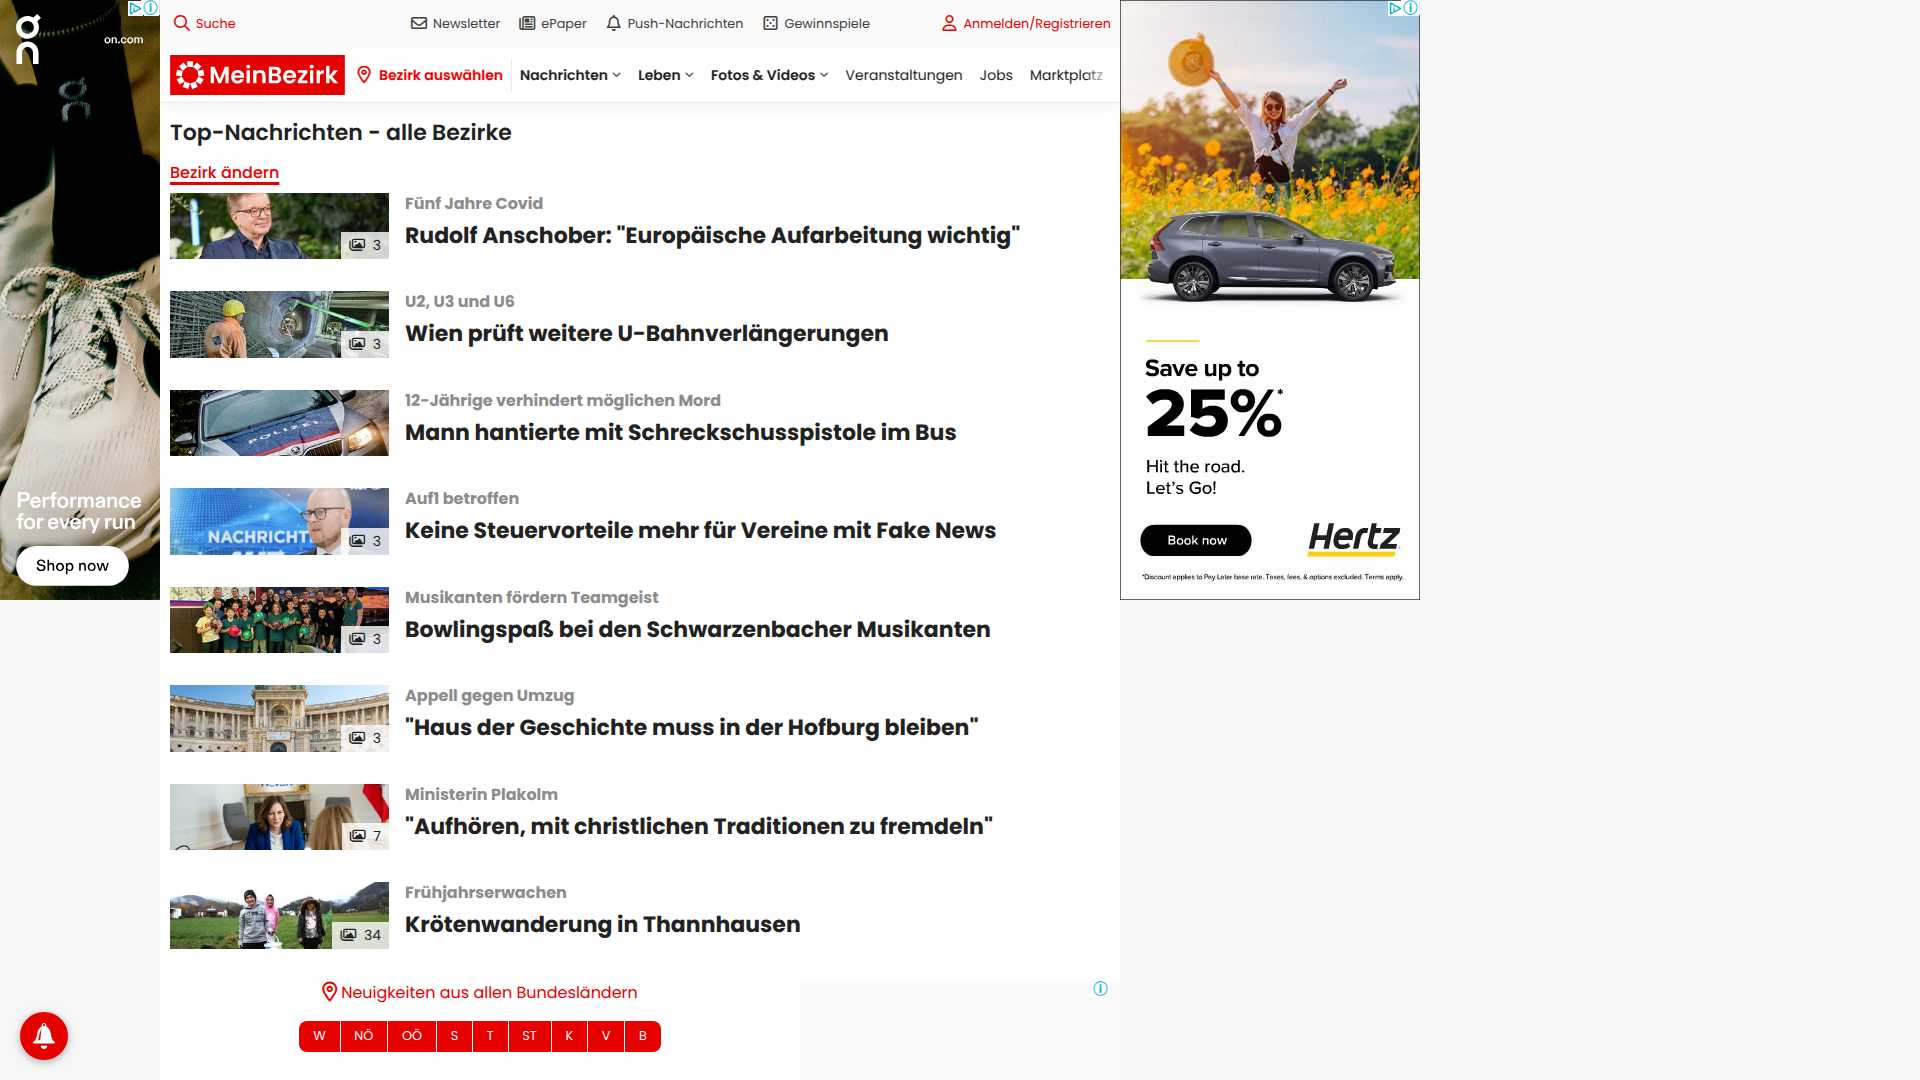 Suche
Newsletter
ePaper
Push-Nachrichten
Gewinnspiele
Anmelden/Registrieren
MeinBezirk
Bezirk auswählen
Nachrichten
Leben
Fotos & Videos
Veranstaltungen
Jobs
Marktplatz
Top-Nachrichten - alle Bezirke
Bezirk ändern
3
Fünf Jahre Covid
Rudolf Anschober: "Europäische Aufarbeitung wichtig"
3
U2, U3 und U6
Wien prüft weitere U-Bahnverlängerungen
POLIZEI
12-Jährige verhindert möglichen Mord
Mann hantierte mit Schreckschusspistole im Bus
NACHRICHT
3
Auf1 betroffen
Keine Steuervorteile mehr für Vereine mit Fake News
3
Musikanten fördern Teamgeist
Bowlingspaß bei den Schwarzenbacher Musikanten
3
Appell gegen Umzug
"Haus der Geschichte muss in der Hofburg bleiben"
7
Ministerin Plakolm
"Aufhören, mit christlichen Traditionen zu fremdeln"
34
Frühjahrserwachen
Krötenwanderung in Thannhausen
Neuigkeiten aus allen Bundesländern
W NÖ OÖ S T ST K V B
on
on.com
Performance
for every run
Shop now
Save up to
25%*
Hit the road.
Let's Go!
Book now
Hertz
*Discount applies to Pay Later base rate. Taxes, fees, & options excluded. Terms apply.